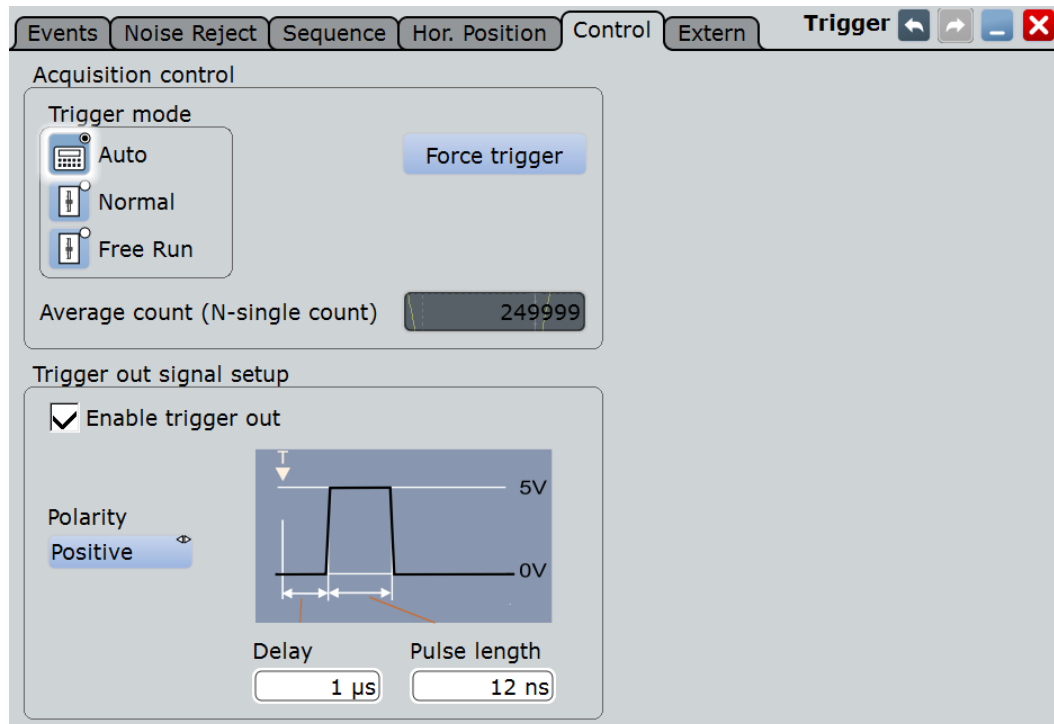 Events Noise Reject Sequence Hor. Position Control Extern Trigger
Acquisition control
Trigger mode
Auto
Force trigger
Normal
Free Run
Average count (N-single count) 249999
Trigger out signal setup
Enable trigger out
T
5V
Polarity
Positive
0V
Delay Pulse length
1 µs 12 ns